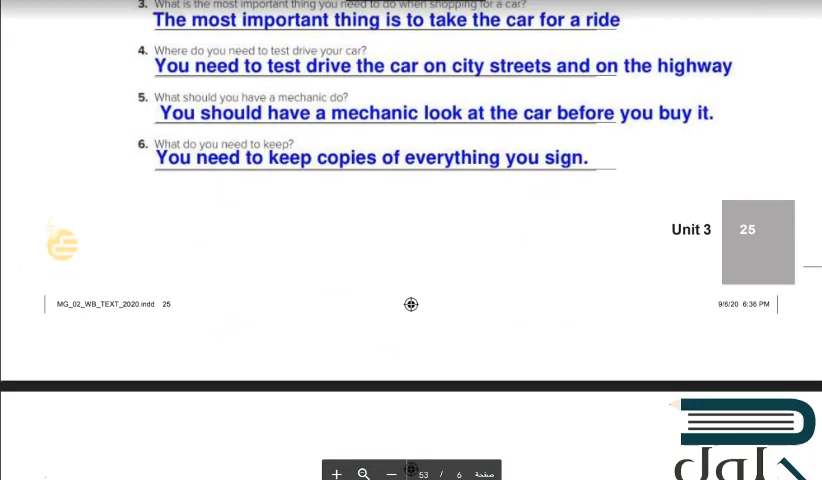 3. What is the most important thing you need to do when shopping for a car?
The most important thing is to take the car for a ride
4. Where do you need to test drive your car?
You need to test drive the car on city streets and on the highway
5. What should you have a mechanic do?
You should have a mechanic look at the car before you buy it.
6. What do you need to keep?
You need to keep copies of everything you sign.
Unit 3 25
MG_02_WB_TEXT_2020.indd 25 9/6/20 6:36 PM
صفحة 6 / 53